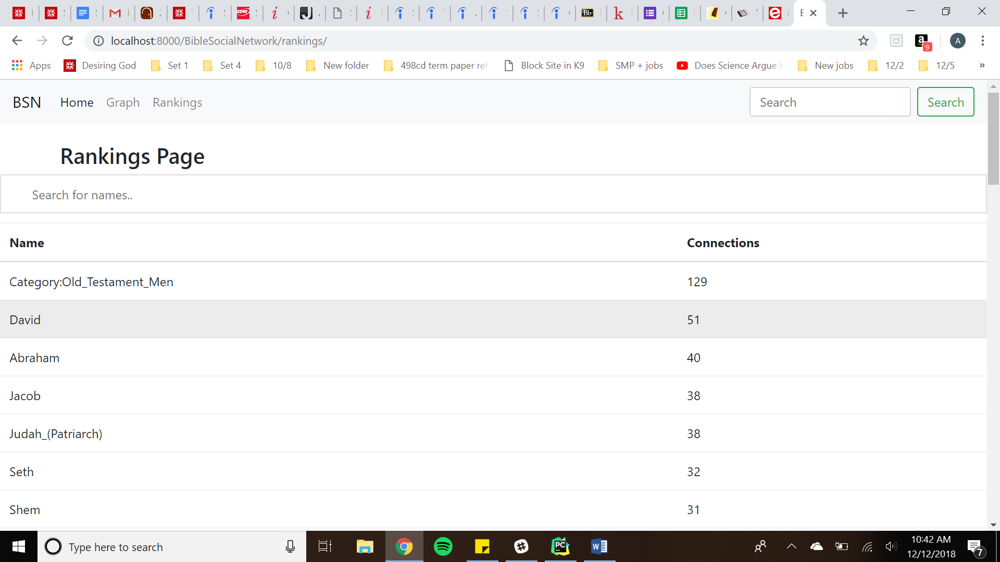 localhost:8000/BibleSocialNetwork/rankings/
9
A
Apps Desiring God Set 1 Set 4 10/8 New folder 498cd term paper ref Block Site in K9 SMP + jobs Does Science Argue f New jobs 12/2 12/5 »
BSN Home Graph Rankings Search Search
Rankings Page
Search for names..
Name Connections
Category:Old_Testament_Men 129
David 51
Abraham 40
Jacob 38
Judah_(Patriarch) 38
Seth 32
Shem 31
Type here to search
10:42 AM
12/12/2018
7